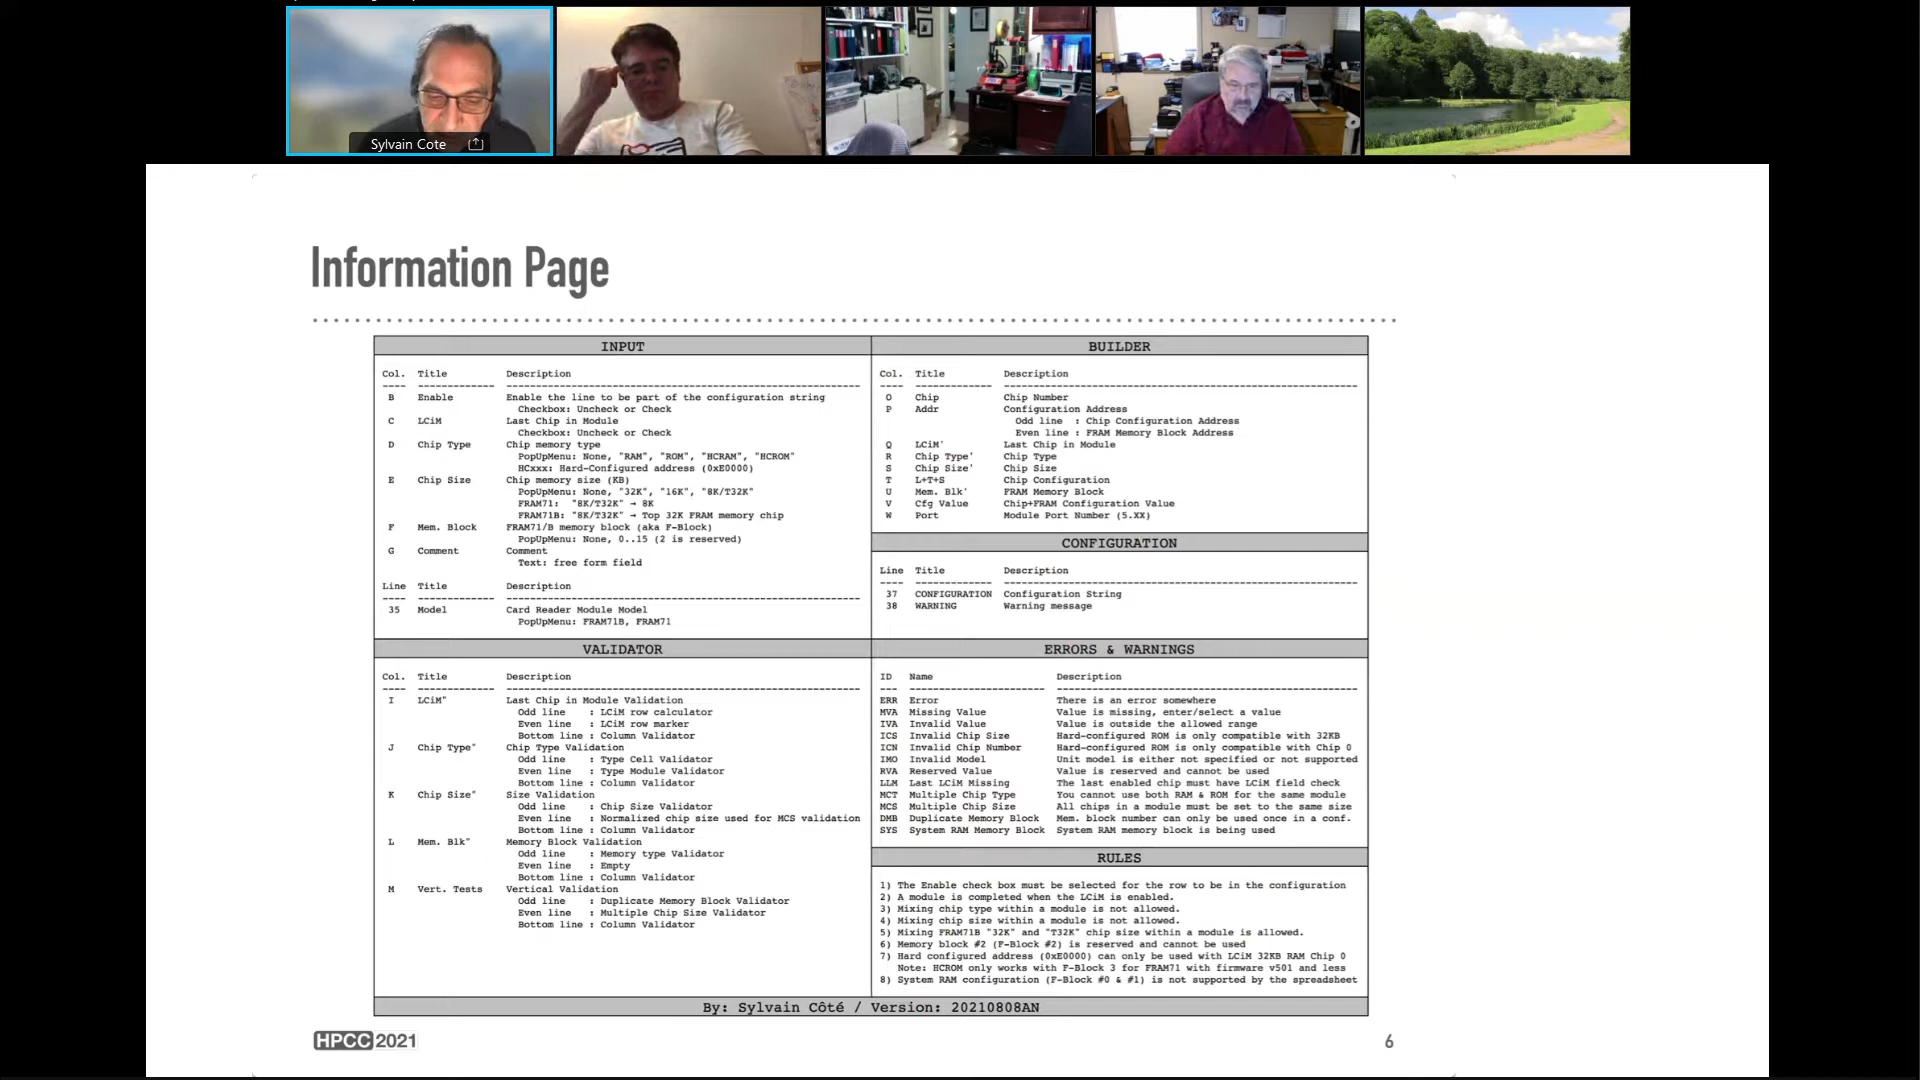 Sylvain Cote
Information Page
INPUT
Col. Title Description
---- ------------- ------------------------------------------------------------
B Enable Enable the line to be part of the configuration string
Checkbox: Uncheck or Check
C LCiM Last Chip in Module
Checkbox: Uncheck or Check
D Chip Type Chip memory type
PopUpMenu: None, "RAM", "ROM", "HCRAM", "HCROM"
HCxxx: Hard-Configured address (0xE0000)
E Chip Size Chip memory size (KB)
PopUpMenu: None, "32K", "16K", "8K/T32K"
FRAM71: "8K/T32K" → 8K
FRAM71B: "8K/T32K" → Top 32K FRAM memory chip
F Mem. Block FRAM71/B memory block (aka F-Block)
PopUpMenu: None, 0..15 (2 is reserved)
G Comment Comment
Text: free form field
Line Title Description
---- ------------- ------------------------------------------------------------
35 Model Card Reader Module Model
PopUpMenu: FRAM71B, FRAM71
BUILDER
Col. Title Description
---- ------------- ------------------------------------------------------------
O Chip Chip Number
P Addr Configuration Address
Odd line : Chip Configuration Address
Even line : FRAM Memory Block Address
Q LCiM' Last Chip in Module
R Chip Type' Chip Type
S Chip Size' Chip Size
T L+T+S Chip Configuration
U Mem. Blk' FRAM Memory Block
V Cfg Value Chip+FRAM Configuration Value
W Port Module Port Number (5.XX)
CONFIGURATION
Line Title Description
---- ------------- ------------------------------------------------------------
37 CONFIGURATION Configuration String
38 WARNING Warning message
VALIDATOR
Col. Title Description
---- ------------- ------------------------------------------------------------
I LCiM" Last Chip in Module Validation
Odd line : LCiM row calculator
Even line : LCiM row marker
Bottom line : Column Validator
J Chip Type" Chip Type Validation
Odd line : Type Cell Validator
Even line : Type Module Validator
Bottom line : Column Validator
K Chip Size" Size Validation
Odd line : Chip Size Validator
Even line : Normalized chip size used for MCS validation
Bottom line : Column Validator
L Mem. Blk" Memory Block Validation
Odd line : Memory type Validator
Even line : Empty
Bottom line : Column Validator
M Vert. Tests Vertical Validation
Odd line : Duplicate Memory Block Validator
Even line : Multiple Chip Size Validator
Bottom line : Column Validator
ERRORS & WARNINGS
ID Name Description
--- ----------------------- ---------------------------------------------------
ERR Error There is an error somewhere
MVA Missing Value Value is missing, enter/select a value
IVA Invalid Value Value is outside the allowed range
ICS Invalid Chip Size Hard-configured ROM is only compatible with 32KB
ICN Invalid Chip Number Hard-configured ROM is only compatible with Chip 0
IMO Invalid Model Unit model is either not specified or not supported
RVA Reserved Value Value is reserved and cannot be used
LLM Last LCiM Missing The last enabled chip must have LCiM field check
MCT Multiple Chip Type You cannot use both RAM & ROM for the same module
MCS Multiple Chip Size All chips in a module must be set to the same size
DMB Duplicate Memory Block Mem. block number can only be used once in a conf.
SYS System RAM Memory Block System RAM memory block is being used
RULES
1) The Enable check box must be selected for the row to be in the configuration
2) A module is completed when the LCiM is enabled.
3) Mixing chip type within a module is not allowed.
4) Mixing chip size within a module is not allowed.
5) Mixing FRAM71B "32K" and "T32K" chip size within a module is allowed.
6) Memory block #2 (F-Block #2) is reserved and cannot be used
7) Hard configured address (0xE0000) can only be used with LCiM 32KB RAM Chip 0
Note: HCROM only works with F-Block 3 for FRAM71 with firmware v501 and less
8) System RAM configuration (F-Block #0 & #1) is not supported by the spreadsheet
By: Sylvain Côté / Version: 20210808AN
HPCC 2021
6